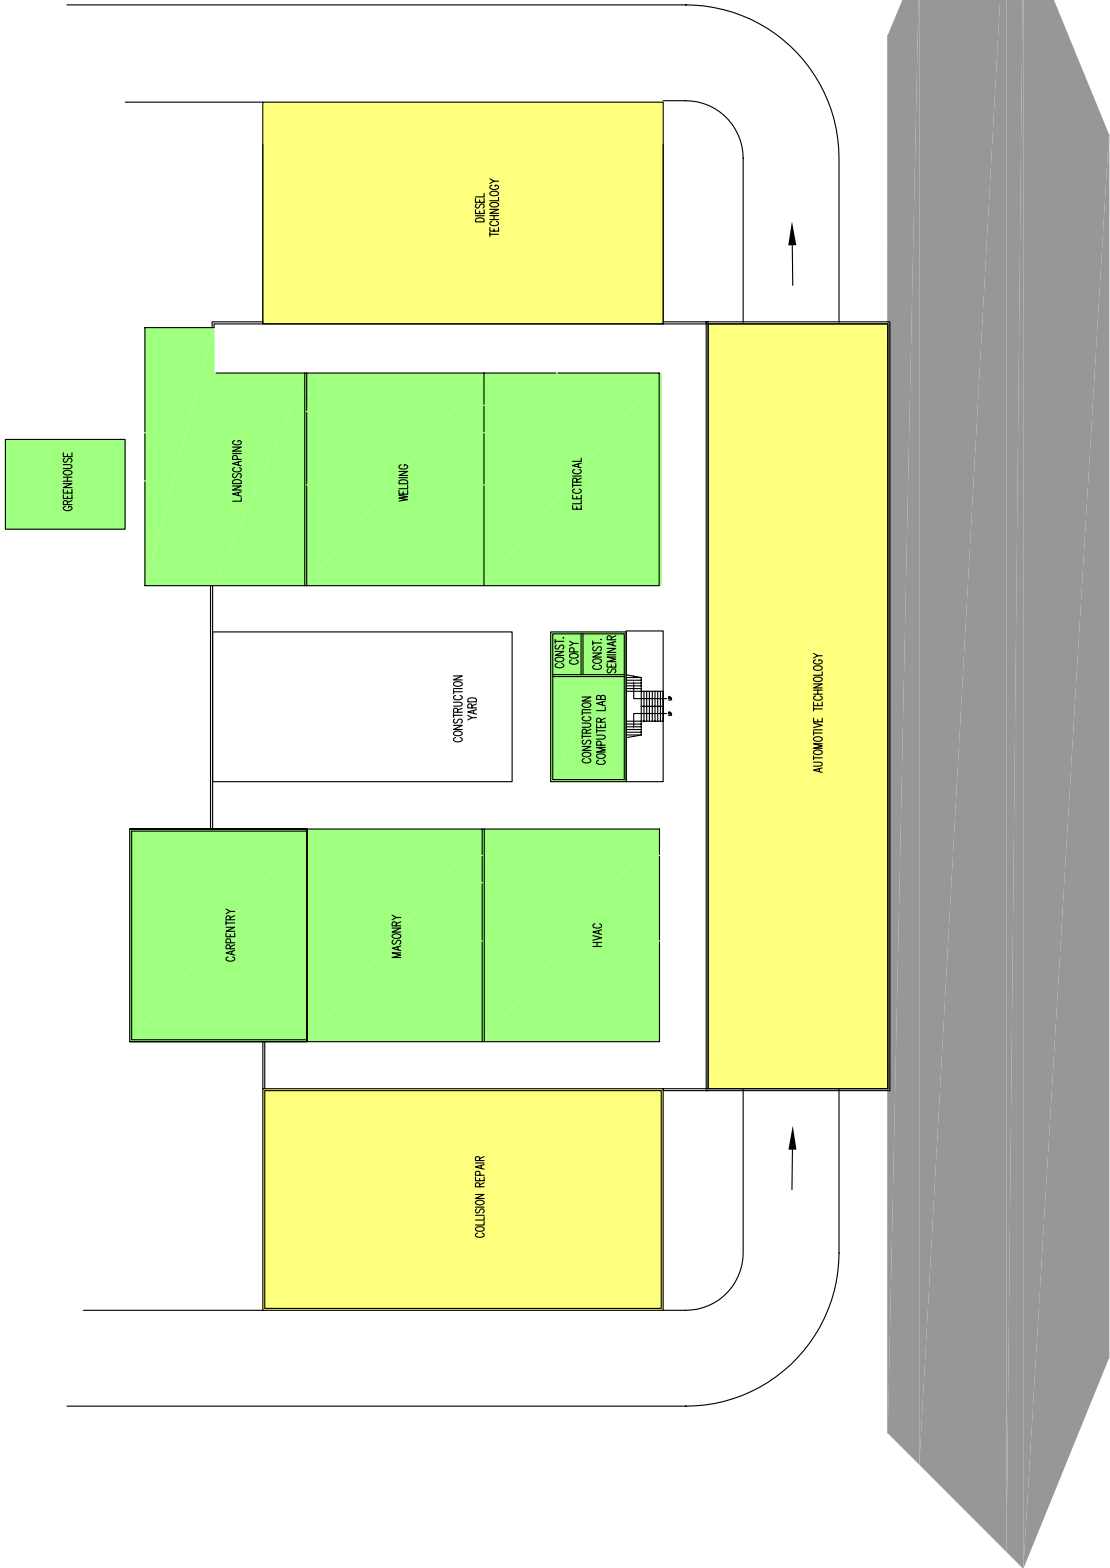 DIESEL
TECHNOLOGY
GREENHOUSE
LANDSCAPING
WELDING
ELECTRICAL
CONSTRUCTION
YARD
CONST.
COPY
CONST.
SEMINAR
CONSTRUCTION
COMPUTER LAB
AUTOMOTIVE TECHNOLOGY
CARPENTRY
MASONRY
HVAC
COLLISION REPAIR